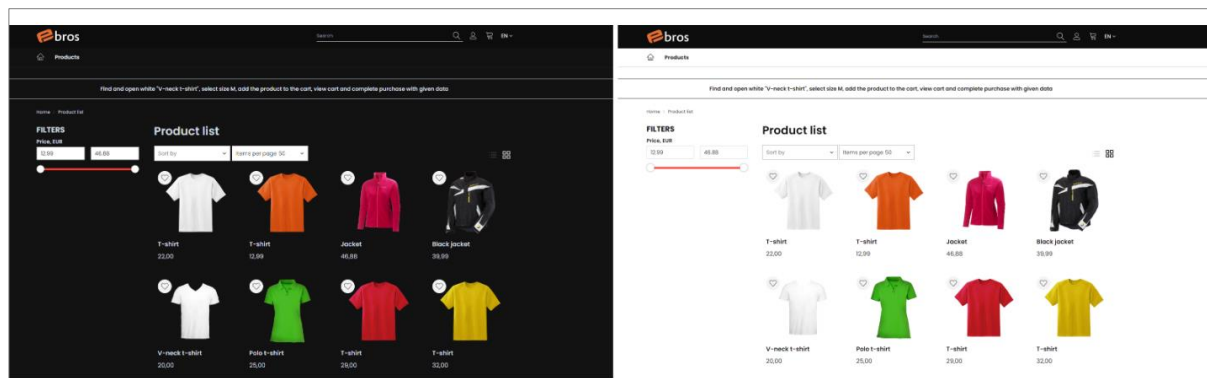 bros
Search
EN
Products
Find and open white "V-neck t-shirt", select size M, add the product to the cart, view cart and complete purchase with given data
Home Product list
FILTERS
Price, EUR
12,99 46,88
Product list
Sort by Items per page 50
T-shirt T-shirt Jacket Black jacket
22,00 12,99 46,88 39,99
V-neck t-shirt Polo t-shirt T-shirt T-shirt
20,00 25,00 29,00 32,00
bros
Search
EN
Products
Find and open white "V-neck t-shirt", select size M, add the product to the cart, view cart and complete purchase with given data
Home Product list
FILTERS
Price, EUR
12,99 46,88
Product list
Sort by Items per page 50
T-shirt T-shirt Jacket Black jacket
22,00 12,99 46,88 39,99
V-neck t-shirt Polo t-shirt T-shirt T-shirt
20,00 25,00 29,00 32,00